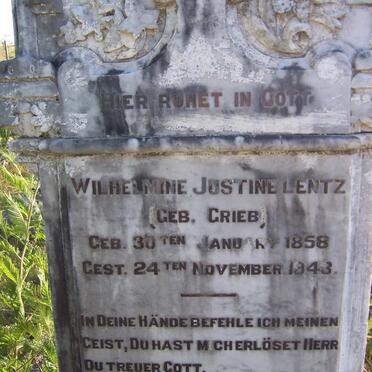 HIER RUHET IN GOTT
WILHELMINE JUSTINE LENTZ
(GEB. GRIEB)
GEB. 30TEN JANUARY 1858
GEST. 24TEN NOVEMBER 1943.
IN DEINE HÄNDE BEFEHLE ICH MEINEN
GEIST, DU HAST MICH ERLÖSET HERR
DU TREUER GOTT.